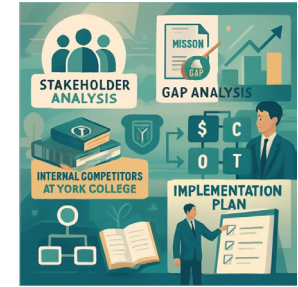 STAKEHOLDER
ANALYSIS
MISSON
GAP
GAP ANALYSIS
$ C
O T
INTERNAL COMPETITORS
AT YORK COLLEGE
IMPLEMENTATION
PLAN